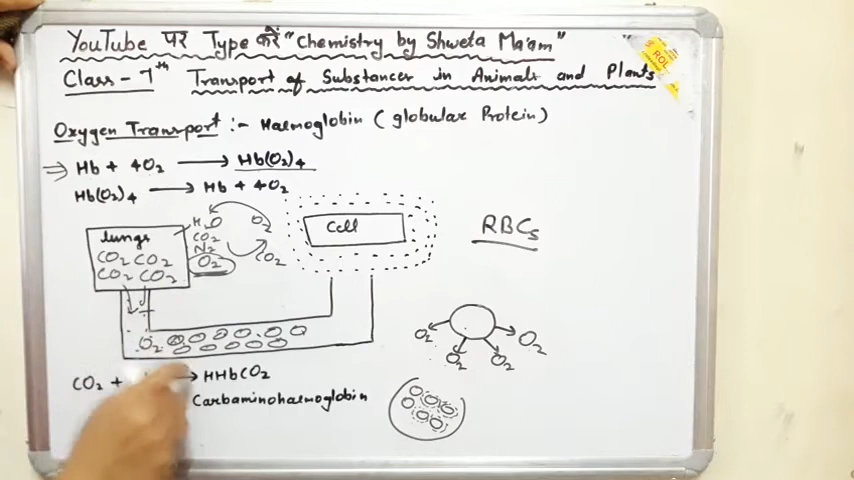 YouTube पर Type करें "Chemistry by Shweta Ma'am"
Class-7th Transport of Substances in Animals and Plants
Oxygen Transport :- Haemoglobin (globular Protein)
⇒ Hb + 4O2 → Hb(O2)4
Hb(O2)4 → Hb + 4O2
lungs
CO2 CO2
CO2 CO2
H2O
CO2
N2
O2
O2
CO2
Cell
RBCs
O2
O2
O2
O2
O2
CO2 + → HHbCO2
Carbaminohaemoglobin